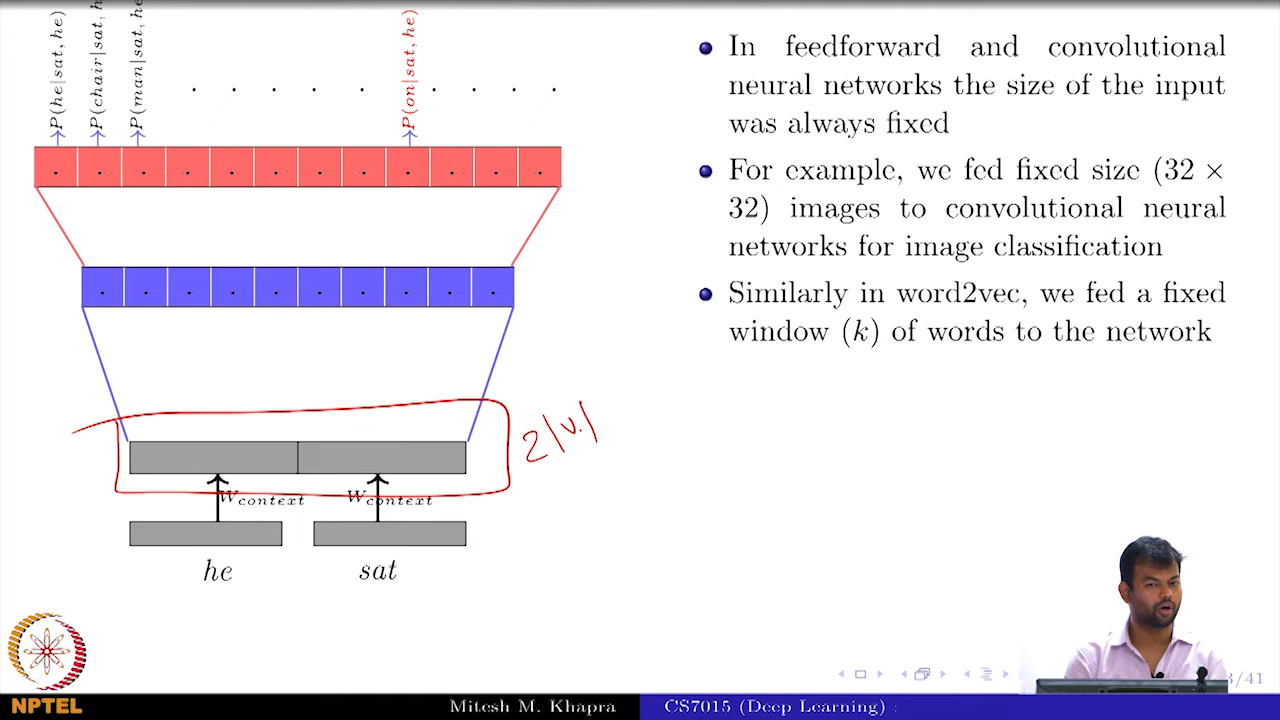 P(he|sat, he)
P(chair|sat, he
P(man|sat, he
P(on|sat, he)
2|v.|
W_context W_context
he sat
In feedforward and convolutional
neural networks the size of the input
was always fixed
For example, we fed fixed size (32 ×
32) images to convolutional neural
networks for image classification
Similarly in word2vec, we fed a fixed
window (k) of words to the network
3/41
NPTEL
Mitesh M. Khapra
CS7015 (Deep Learning) :